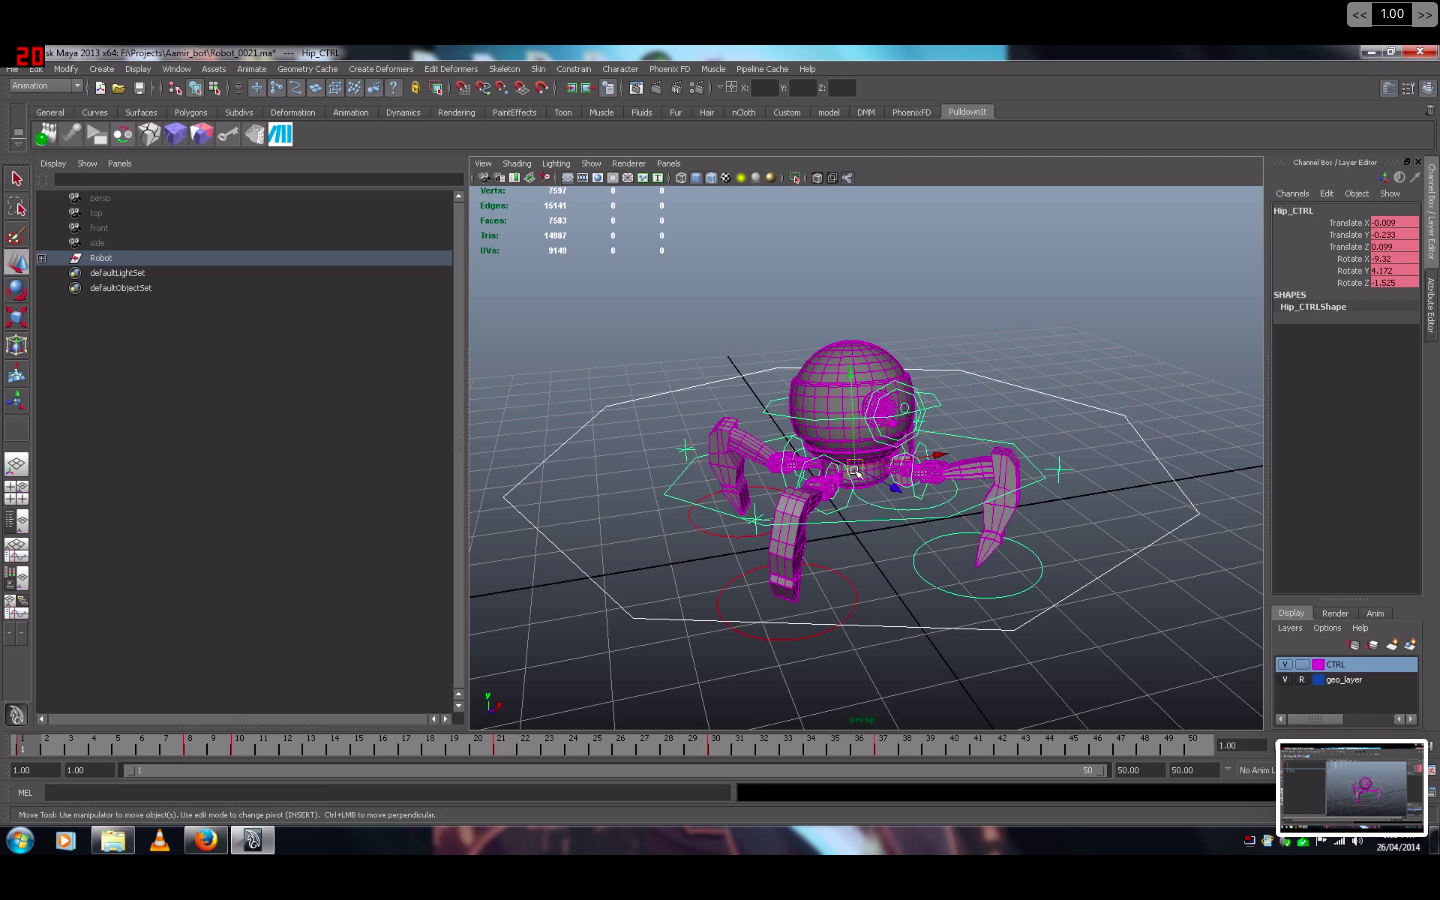 << 1.00 >>
20
sk Maya 2013 x64: F:\Projects\Aamir_bot\Robot_0021.ma* --- Hip_CTRL
File Edit Modify Create Display Window Assets Animate Geometry Cache Create Deformers Edit Deformers Skeleton Skin Constrain Character Phoenix FD Muscle Pipeline Cache Help
Animation X: Y: Z:
General Curves Surfaces Polygons Subdivs Deformation Animation Dynamics Rendering PaintEffects Toon Muscle Fluids Fur Hair nCloth Custom model DMM PhoenixFD PulldownIt
Display Show Panels
View Shading Lighting Show Renderer Panels
Channel Box / Layer Editor
Channels Edit Object Show
persp
top
front
side
Robot
defaultLightSet
defaultObjectSet
Verts: 7597 0 0
Edges: 15141 0 0
Faces: 7583 0 0
Tris: 14987 0 0
UVs: 9149 0 0
Hip_CTRL
Translate X -0.009
Translate Y -0.233
Translate Z 0.099
Rotate X -9.32
Rotate Y 4.172
Rotate Z -1.525
SHAPES
Hip_CTRLShape
Channel Box / Layer Editor
Attribute Editor
Display Render Anim
Layers Options Help
V CTRL
V R geo_layer
y
persp
1 2 3 4 5 6 7 8 9 10 11 12 13 14 15 16 17 18 19 20 21 22 23 24 25 26 27 28 29 30 31 32 33 34 35 36 37 38 39 40 41 42 43 44 45 46 47 48 49 50
1 1.00
1.00 1.00 1 50 50.00 50.00 No Anim L
MEL
Move Tool: Use manipulator to move object(s). Use edit mode to change pivot (INSERT). Ctrl+LMB to move perpendicular.
26/04/2014